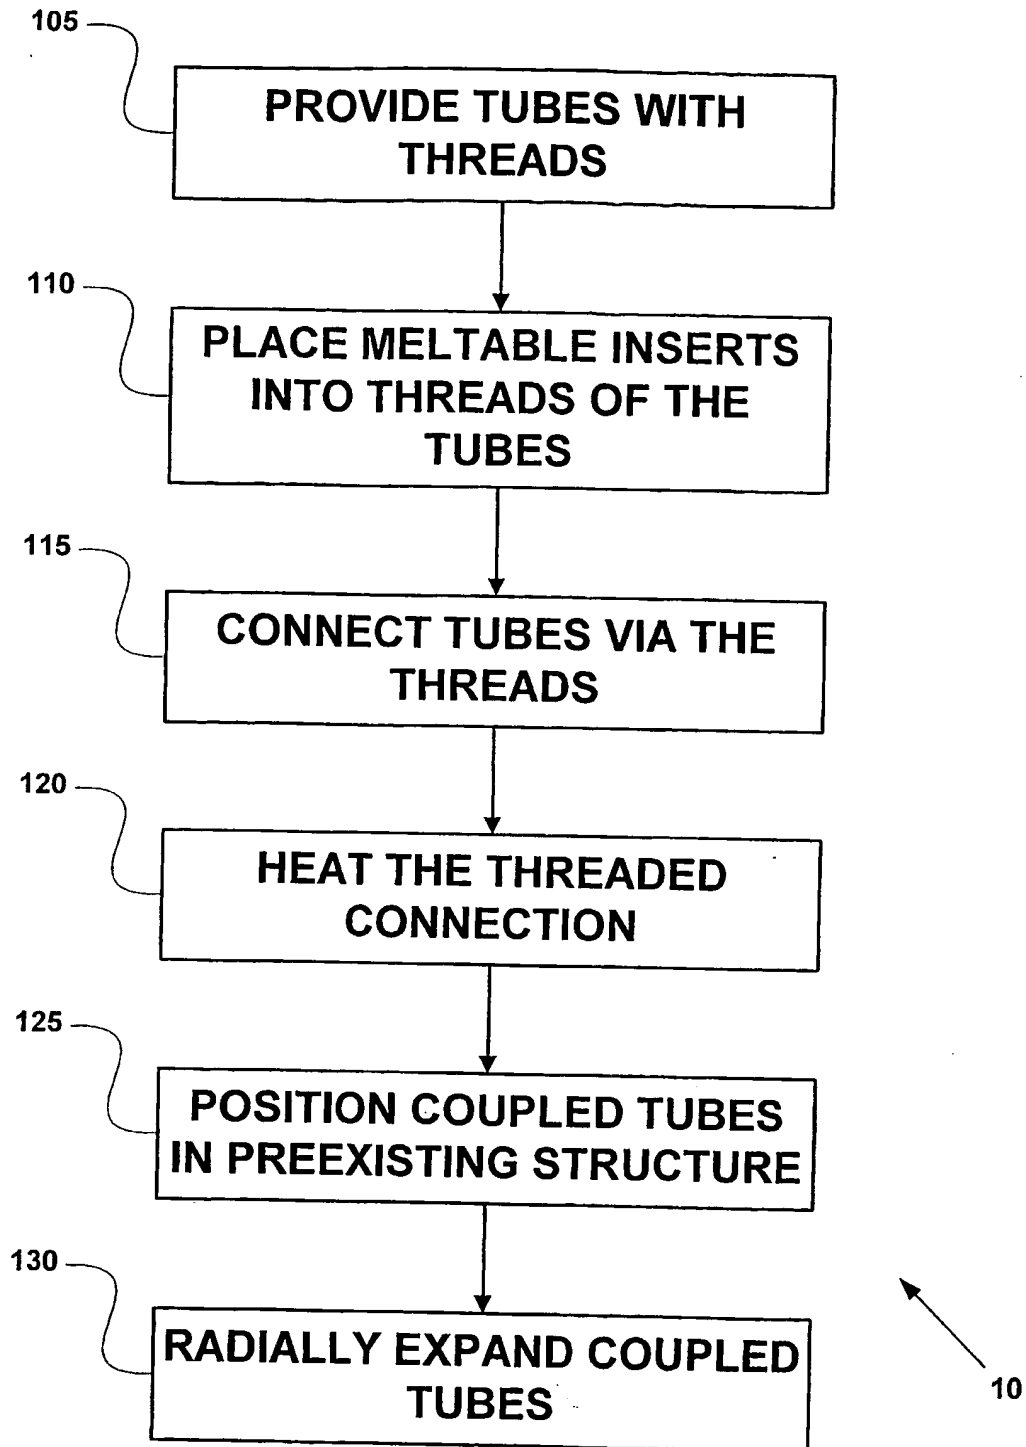 105
PROVIDE TUBES WITH
THREADS
110
PLACE MELTABLE INSERTS
INTO THREADS OF THE
TUBES
115
CONNECT TUBES VIA THE
THREADS
120
HEAT THE THREADED
CONNECTION
125
POSITION COUPLED TUBES
IN PREEXISTING STRUCTURE
130
RADIALLY EXPAND COUPLED
TUBES
10